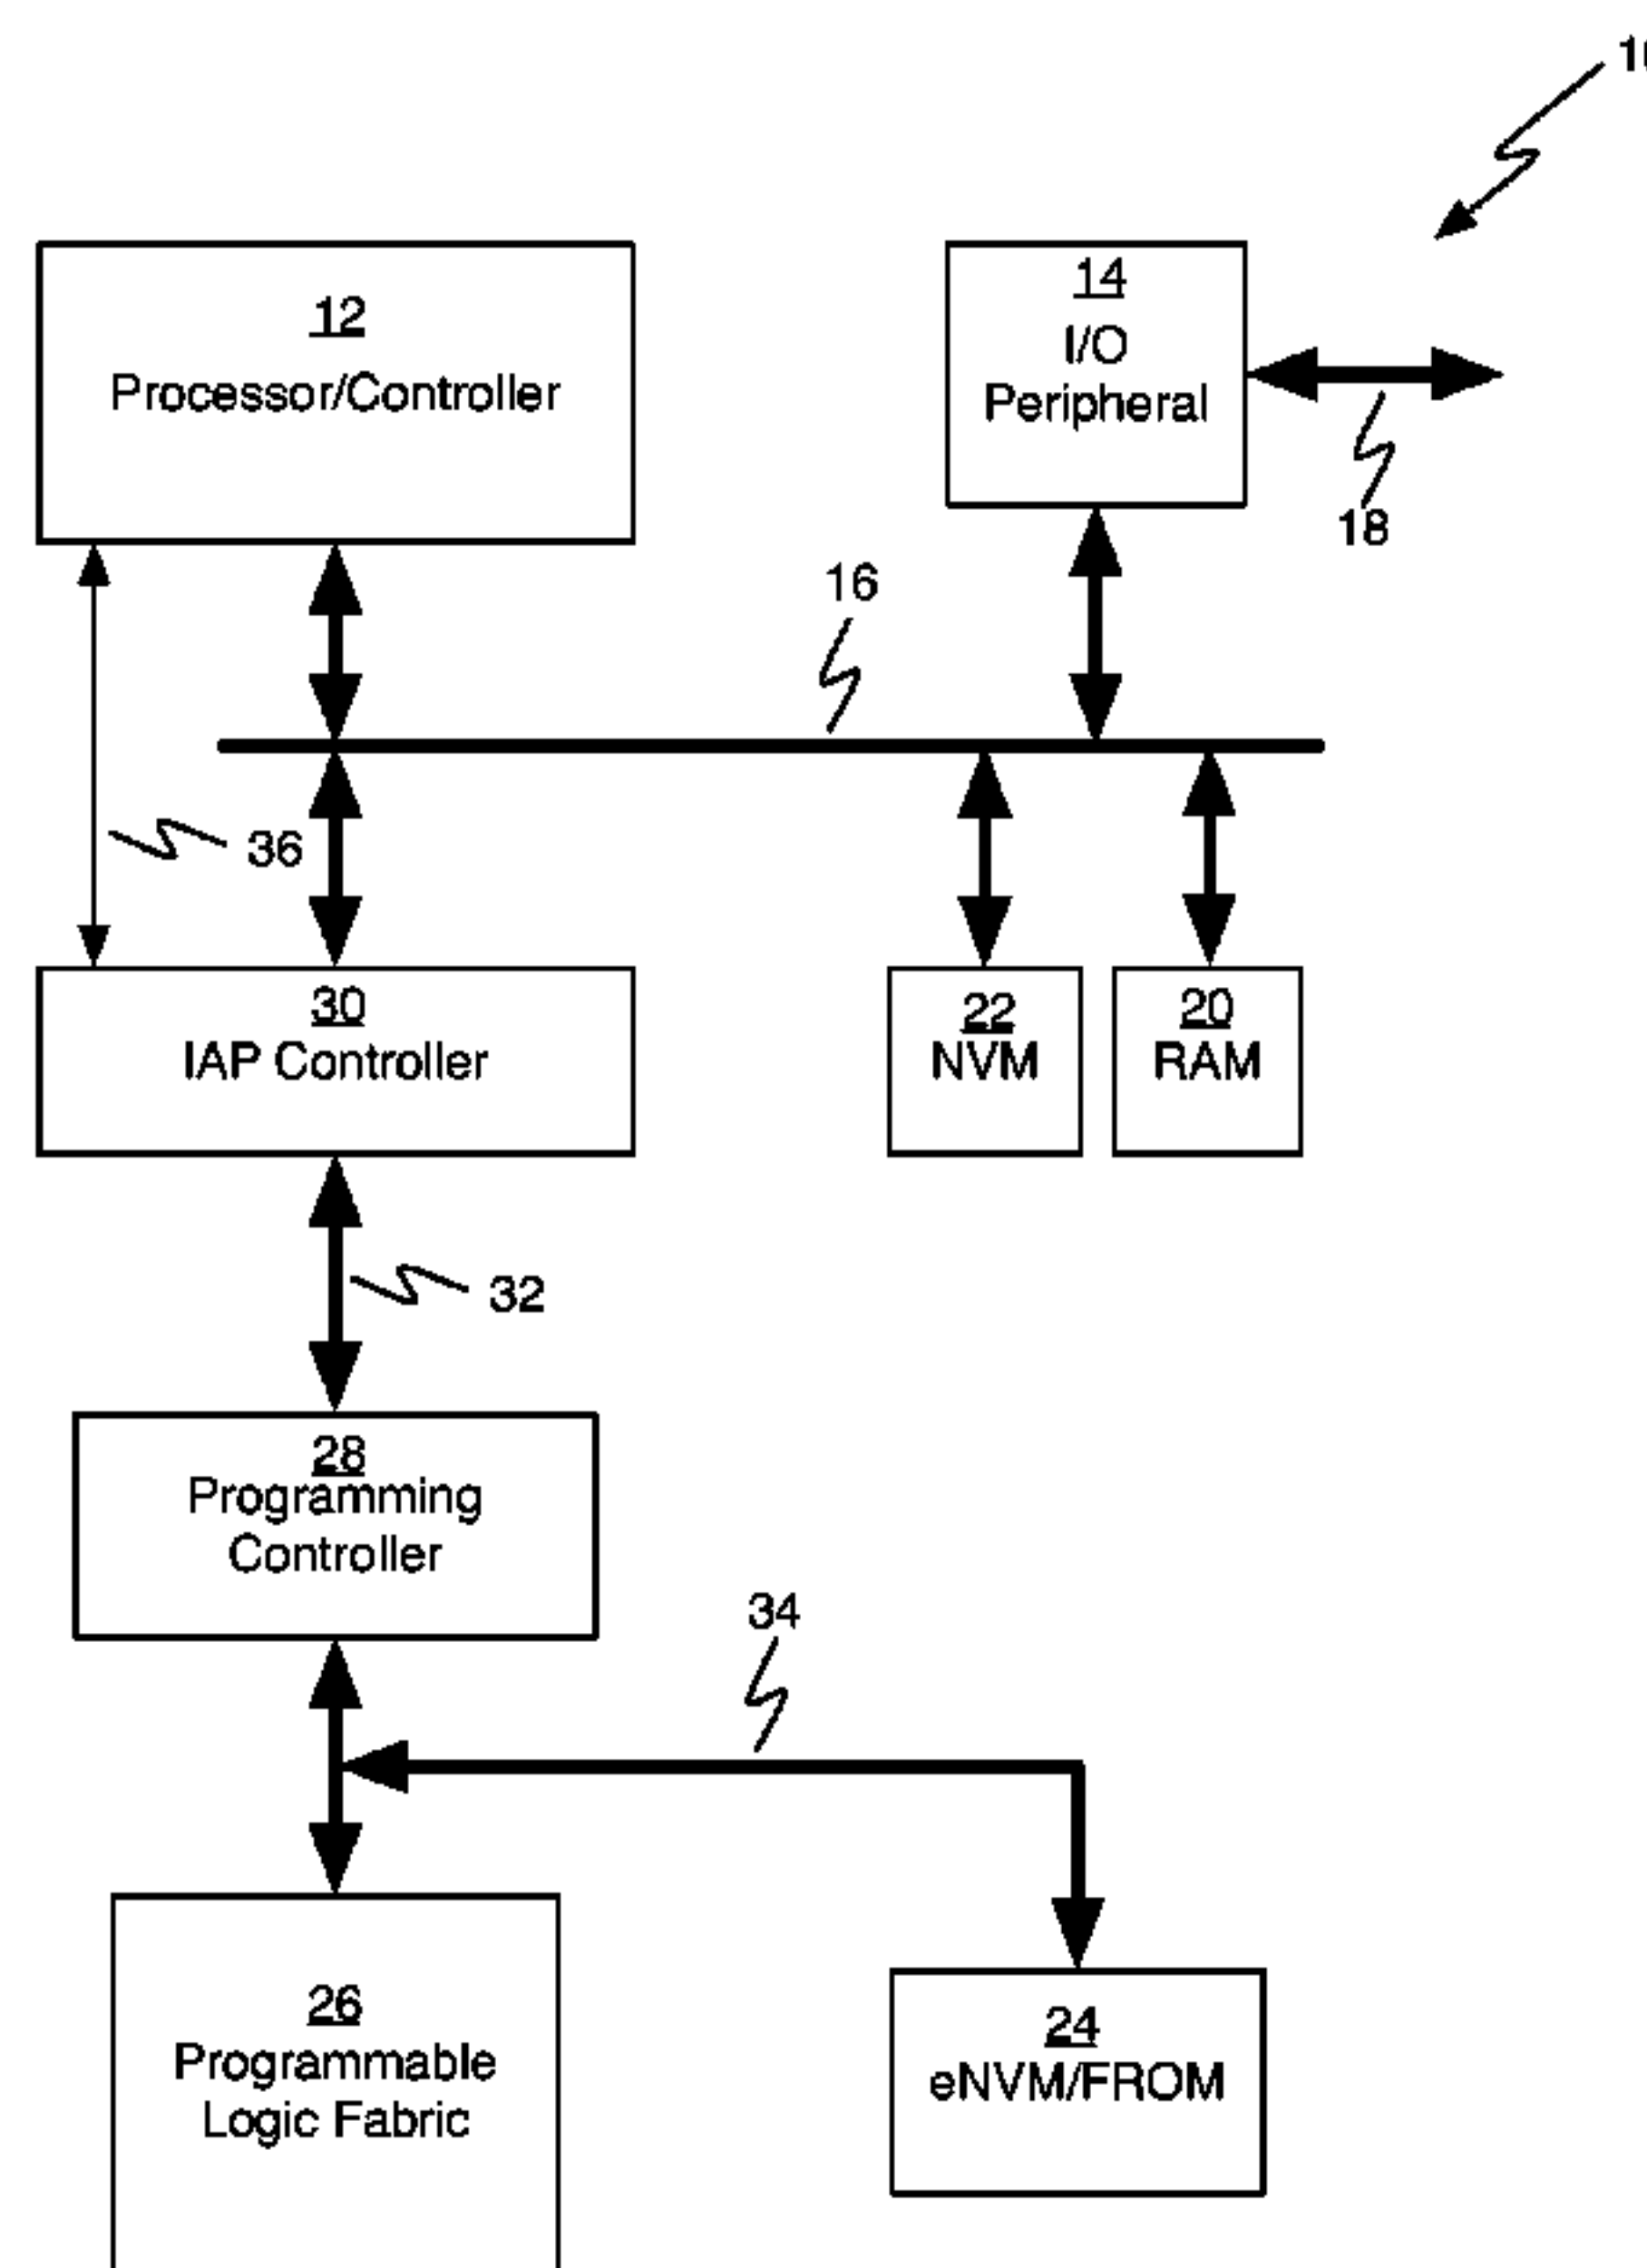 12
Processor/Controller
14
I/O
Peripheral
18
16
36
30
IAP Controller
22
NVM
20
RAM
32
28
Programming
Controller
34
26
Programmable
Logic Fabric
24
eNVM/FROM